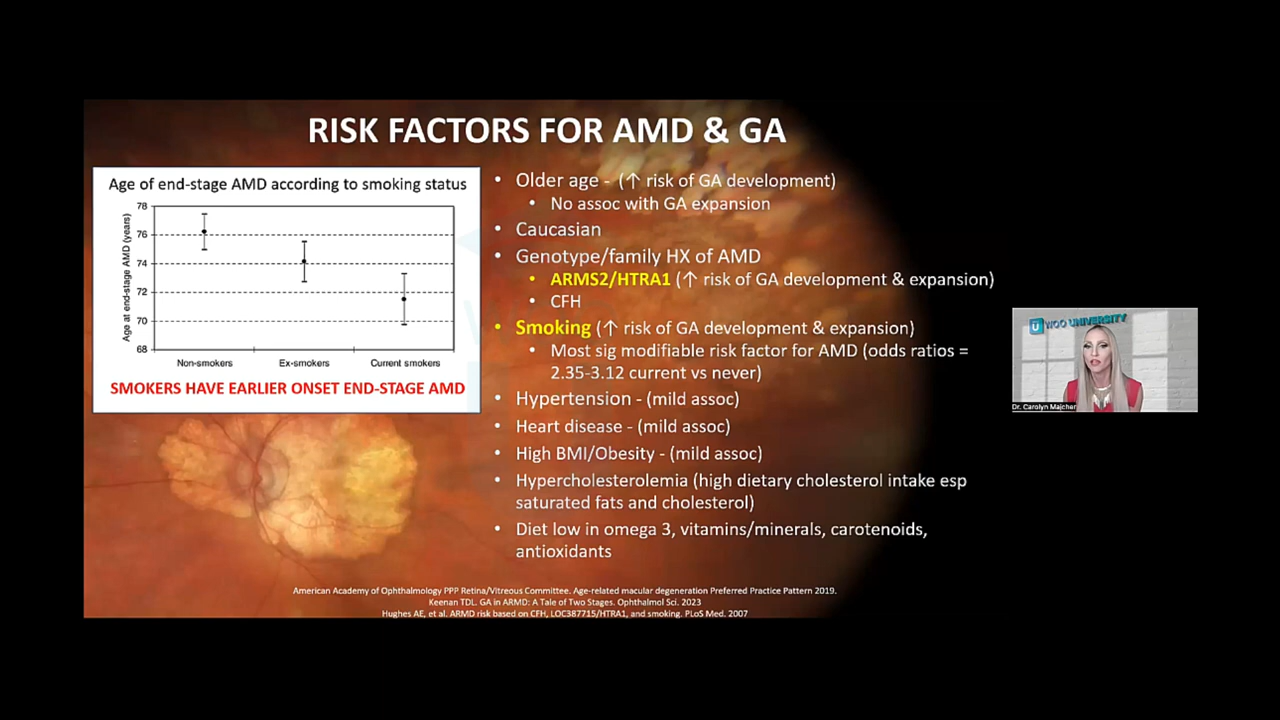 RISK FACTORS FOR AMD & GA
Age of end-stage AMD according to smoking status
Age at end-stage AMD (years)
78
76
74
72
70
68
Non-smokers
Ex-smokers
Current smokers
SMOKERS HAVE EARLIER ONSET END-STAGE AMD
• Older age - (↑ risk of GA development)
• No assoc with GA expansion
• Caucasian
• Genotype/family HX of AMD
• ARMS2/HTRA1 (↑ risk of GA development & expansion)
• CFH
• Smoking (↑ risk of GA development & expansion)
• Most sig modifiable risk factor for AMD (odds ratios =
2.35-3.12 current vs never)
• Hypertension - (mild assoc)
• Heart disease - (mild assoc)
• High BMI/Obesity - (mild assoc)
• Hypercholesterolemia (high dietary cholesterol intake esp
saturated fats and cholesterol)
• Diet low in omega 3, vitamins/minerals, carotenoids,
antioxidants
American Academy of Ophthalmology PPP Retina/Vitreous Committee. Age-related macular degeneration Preferred Practice Pattern 2019.
Keenan TDL. GA in ARMD: A Tale of Two Stages. Ophthalmol Sci. 2023
Hughes AE, et al. ARMD risk based on CFH, LOC387715/HTRA1, and smoking. PLoS Med. 2007
U WOO UNIVERSITY
Dr. Carolyn Majcher